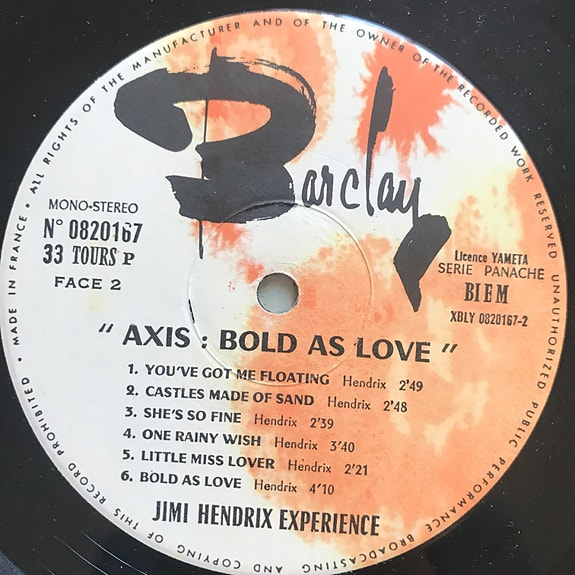 Barclay
MONO-STEREO
N° 0820167
33 TOURS P
FACE 2
Licence YAMETA
SERIE PANACHE
BIEM
XBLY 0820167-2
" AXIS : BOLD AS LOVE "
1. YOU'VE GOT ME FLOATING Hendrix 2'49
2. CASTLES MADE OF SAND Hendrix 2'48
3. SHE'S SO FINE Hendrix 2'39
4. ONE RAINY WISH Hendrix 3'40
5. LITTLE MISS LOVER Hendrix 2'21
6. BOLD AS LOVE Hendrix 4'10
JIMI HENDRIX EXPERIENCE
MADE IN FRANCE • ALL RIGHTS OF THE MANUFACTURER AND OF THE OWNER OF THE RECORDED WORK RESERVED UNAUTHORIZED PUBLIC PERFORMANCE BROADCASTING AND COPYING OF THIS RECORD PROHIBITED •